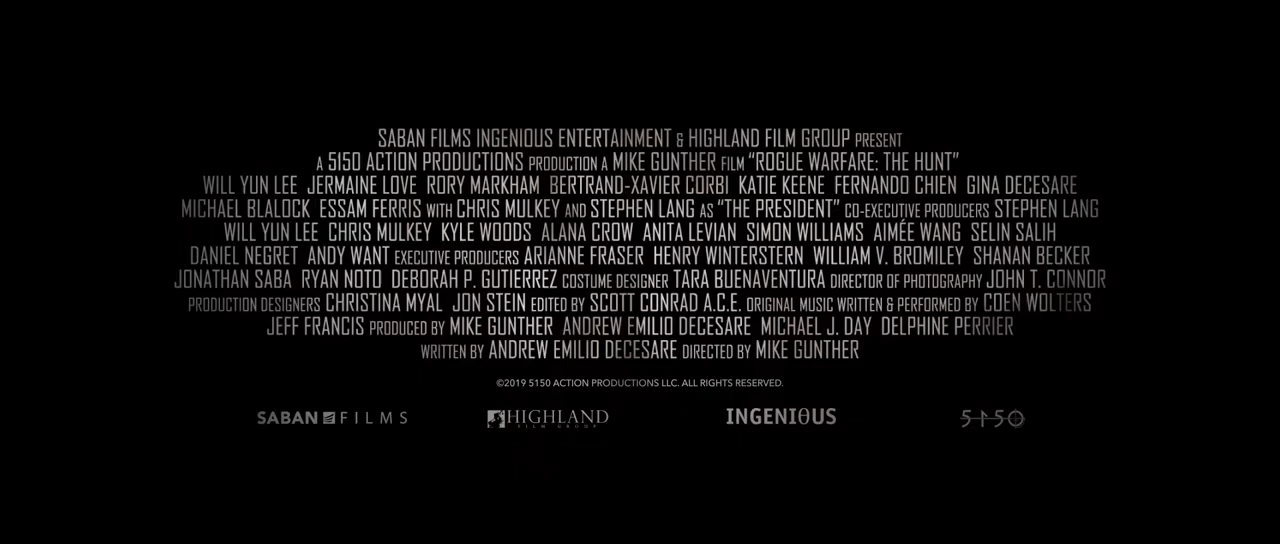 SABAN FILMS INGENIOUS ENTERTAINMENT & HIGHLAND FILM GROUP PRESENT
A 5150 ACTION PRODUCTIONS PRODUCTION A MIKE GUNTHER FILM “ROGUE WARFARE: THE HUNT”
WILL YUN LEE JERMAINE LOVE RORY MARKHAM BERTRAND-XAVIER CORBI KATIE KEENE FERNANDO CHIEN GINA DECESARE
MICHAEL BLALOCK ESSAM FERRIS WITH CHRIS MULKEY AND STEPHEN LANG AS “THE PRESIDENT” CO-EXECUTIVE PRODUCERS STEPHEN LANG
WILL YUN LEE CHRIS MULKEY KYLE WOODS ALANA CROW ANITA LEVIAN SIMON WILLIAMS AIMÉE WANG SELIN SALIH
DANIEL NEGRET ANDY WANT EXECUTIVE PRODUCERS ARIANNE FRASER HENRY WINTERSTERN WILLIAM V. BROMILEY SHANAN BECKER
JONATHAN SABA RYAN NOTO DEBORAH P. GUTIERREZ COSTUME DESIGNER TARA BUENAVENTURA DIRECTOR OF PHOTOGRAPHY JOHN T. CONNOR
PRODUCTION DESIGNERS CHRISTINA MYAL JON STEIN EDITED BY SCOTT CONRAD A.C.E. ORIGINAL MUSIC WRITTEN & PERFORMED BY COEN WOLTERS
JEFF FRANCIS PRODUCED BY MIKE GUNTHER ANDREW EMILIO DECESARE MICHAEL J. DAY DELPHINE PERRIER
WRITTEN BY ANDREW EMILIO DECESARE DIRECTED BY MIKE GUNTHER
©2019 5150 ACTION PRODUCTIONS LLC. ALL RIGHTS RESERVED.
SABAN FILMS HIGHLAND FILM GROUP INGENIOUS 5150